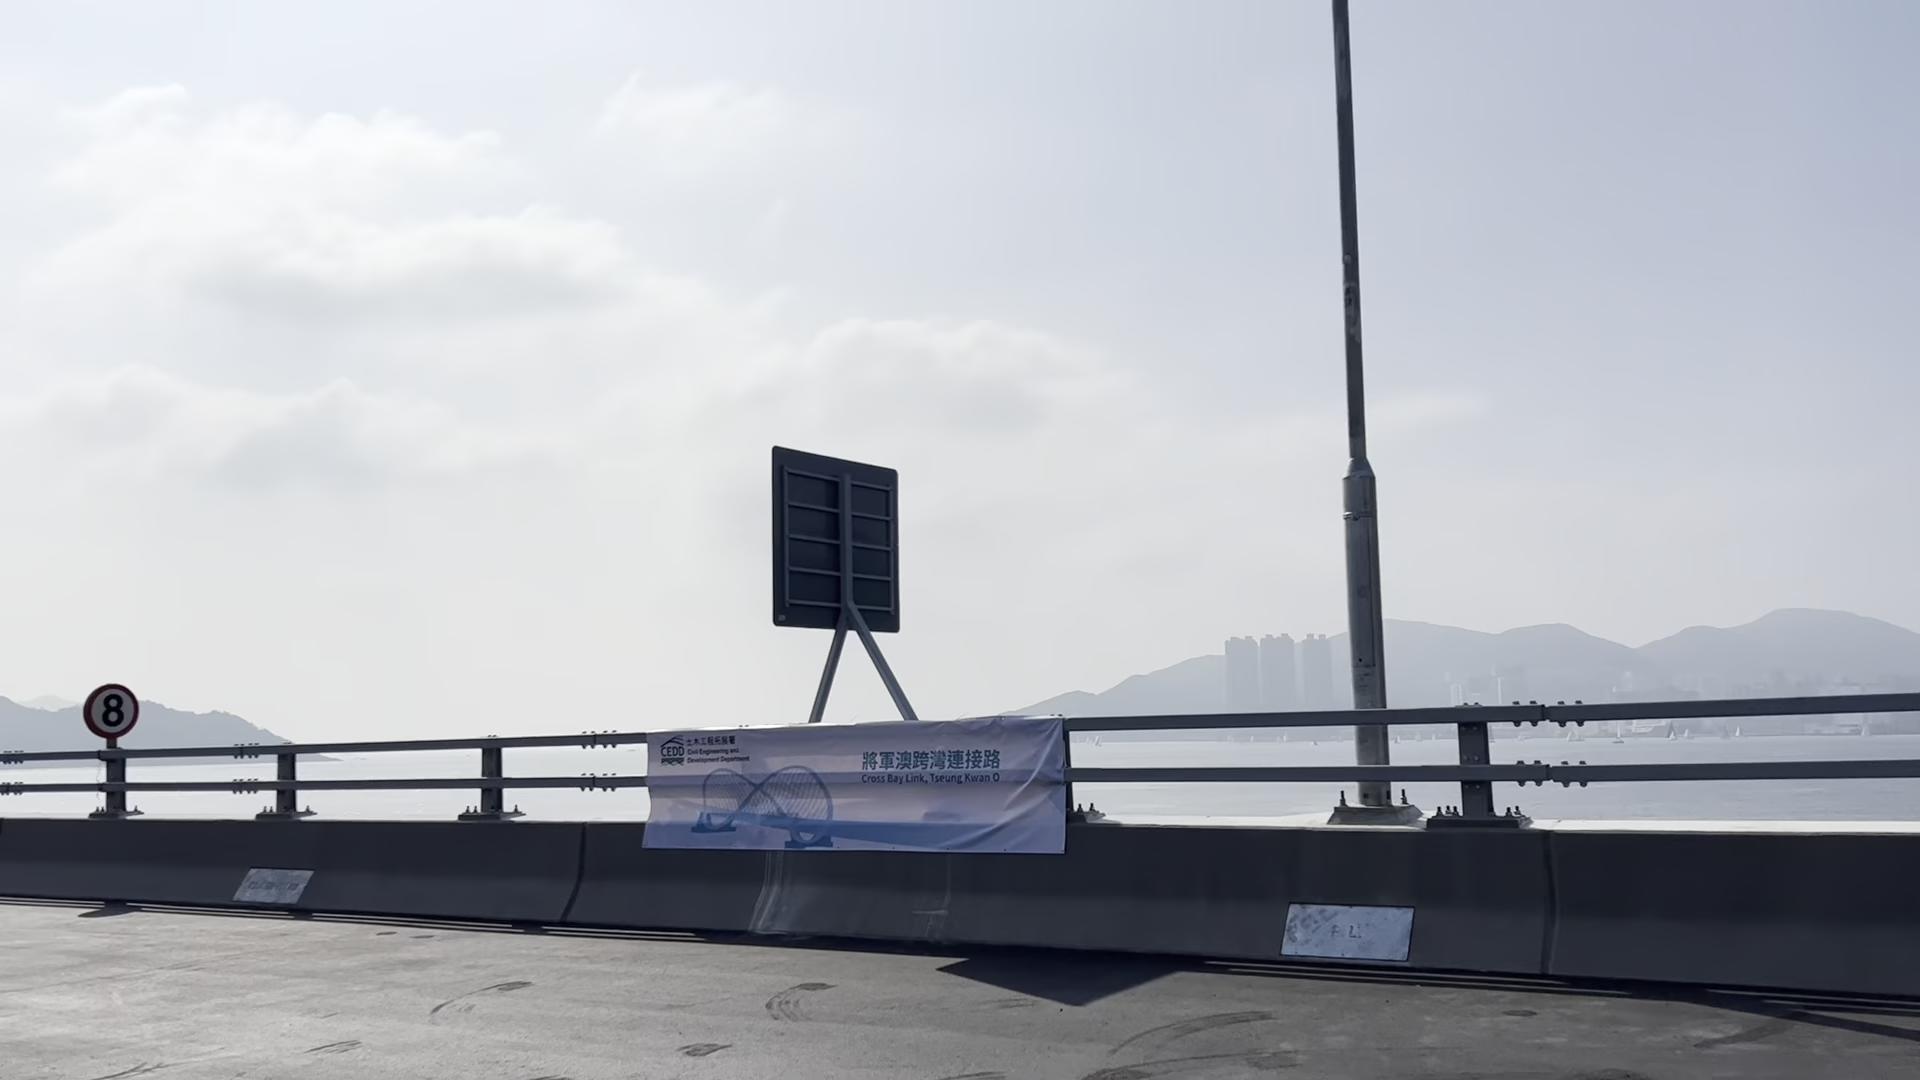 8
CEDD
土木工程拓展署
Civil Engineering and
Development Department
將軍澳跨灣連接路
Cross Bay Link, Tseung Kwan O